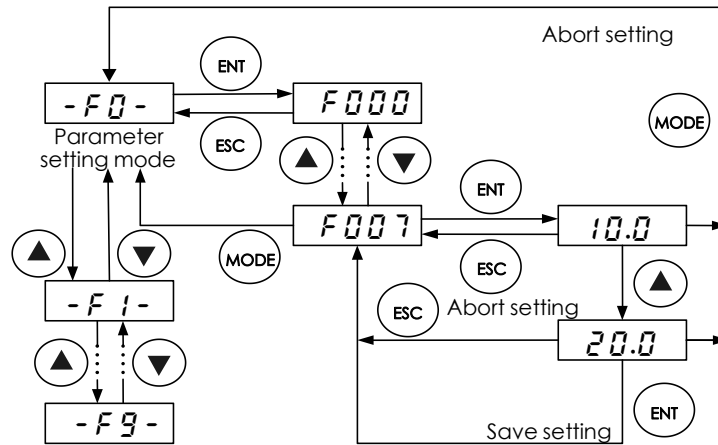 Abort setting
ENT
-F0-
F000
ESC
MODE
Parameter
setting mode
ENT
F007
10.0
MODE
ESC
-F1-
ESC
Abort setting
20.0
-F9-
Save setting
ENT